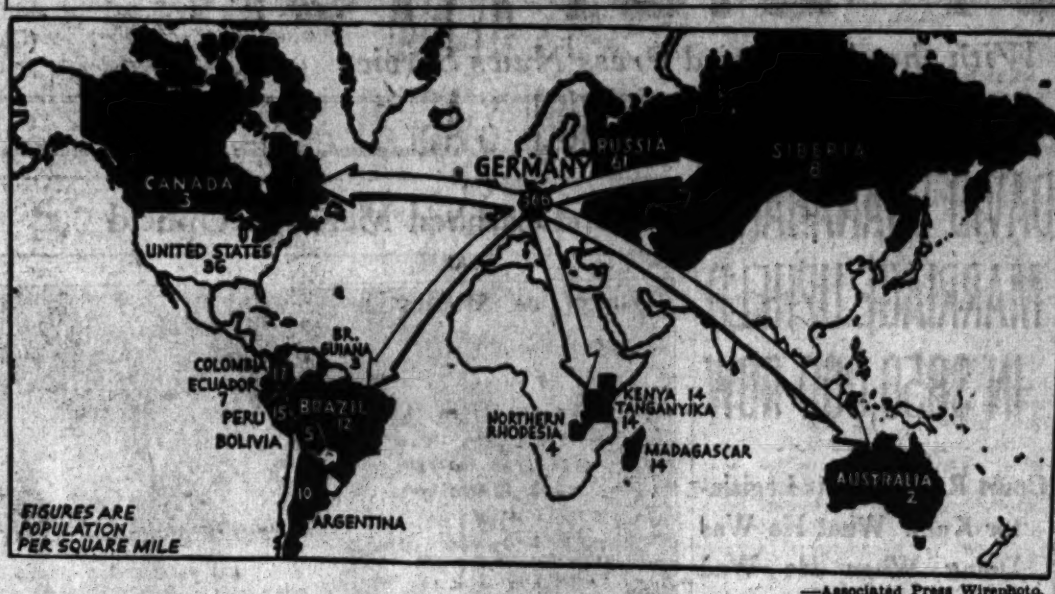 CANADA
3
UNITED STATES
36
GERMANY
RUSSIA
61
SIBERIA
8
BR.
GUIANA
3
COLOMBIA
17
ECUADOR
7
PERU
15
BRAZIL
12
BOLIVIA
5
10
ARGENTINA
KENYA 14
TANGANYIKA
14
NORTHERN
RHODESIA
4
MADAGASCAR
14
AUSTRALIA
2
FIGURES ARE
POPULATION
PER SQUARE MILE
—Associated Press Wirephoto.